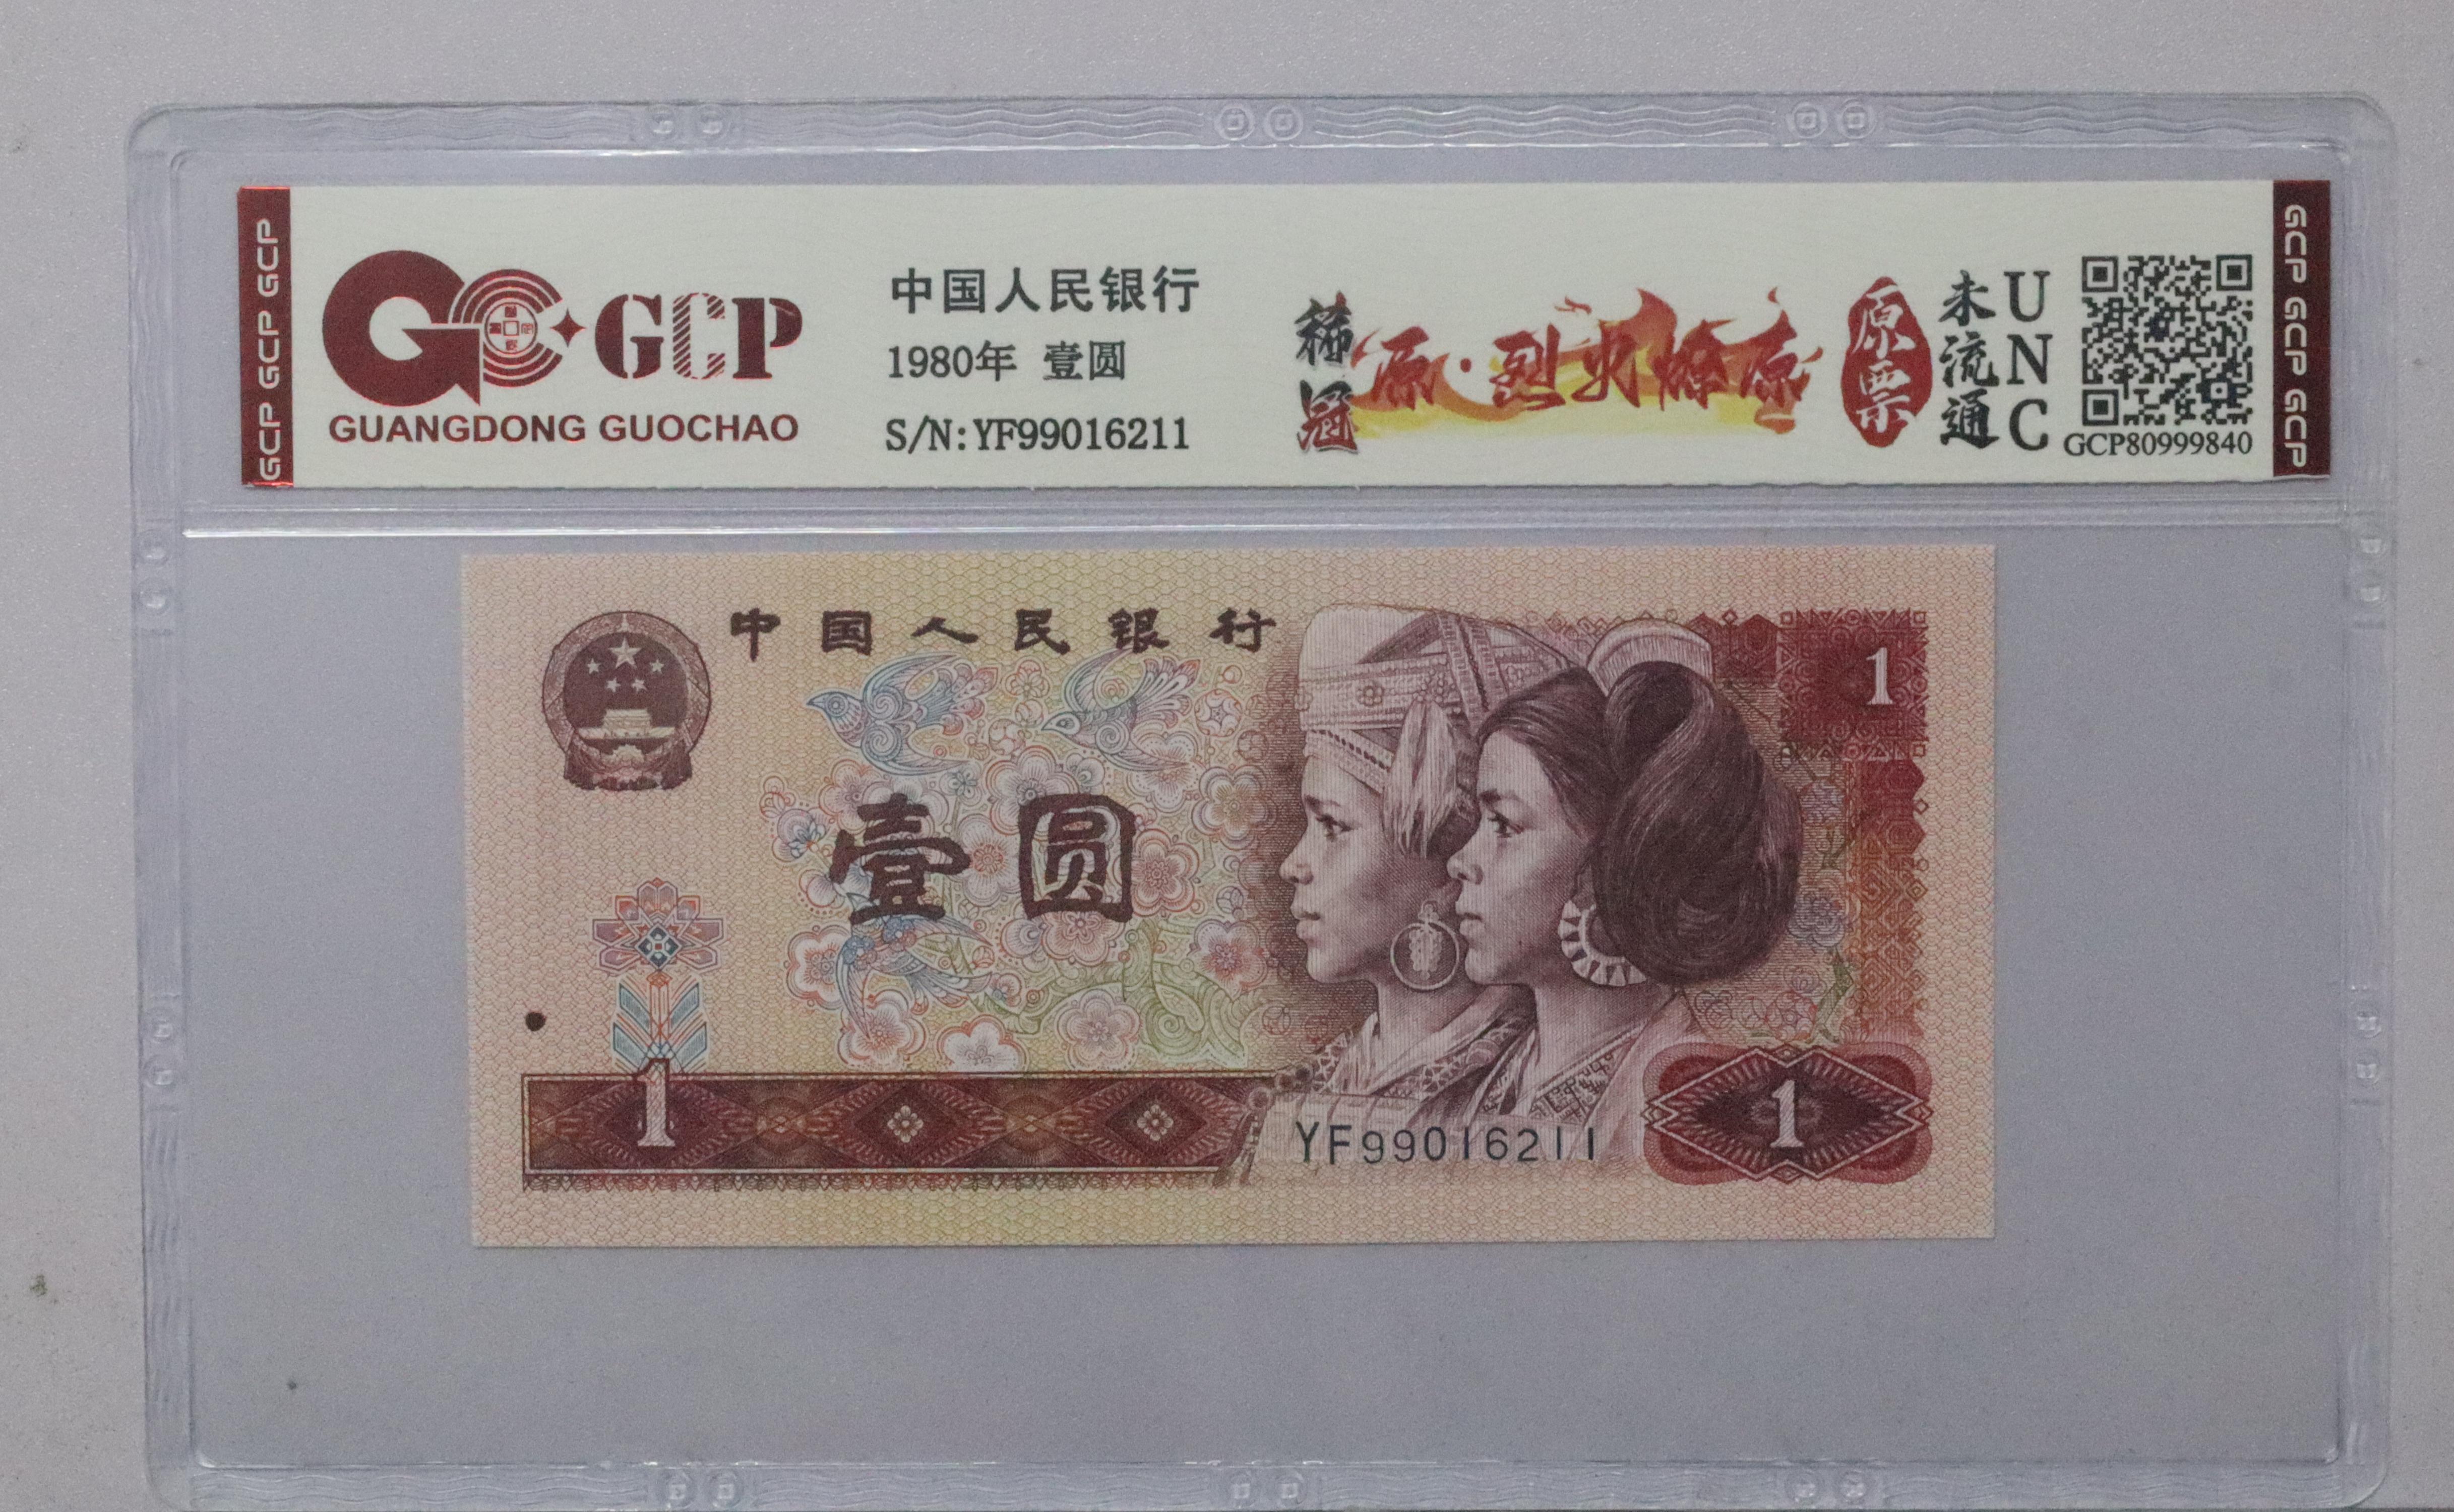 GCP GCP GCP
GCP
GUANGDONG GUOCHAO
中国人民银行
1980年 壹圆
S/N:YF99016211
稀冠
原·烈火燎原
原票
未流通
UNC
GCP80999840
GCP GCP GCP
中国人民银行
1
壹圆
1
YF99016211
1